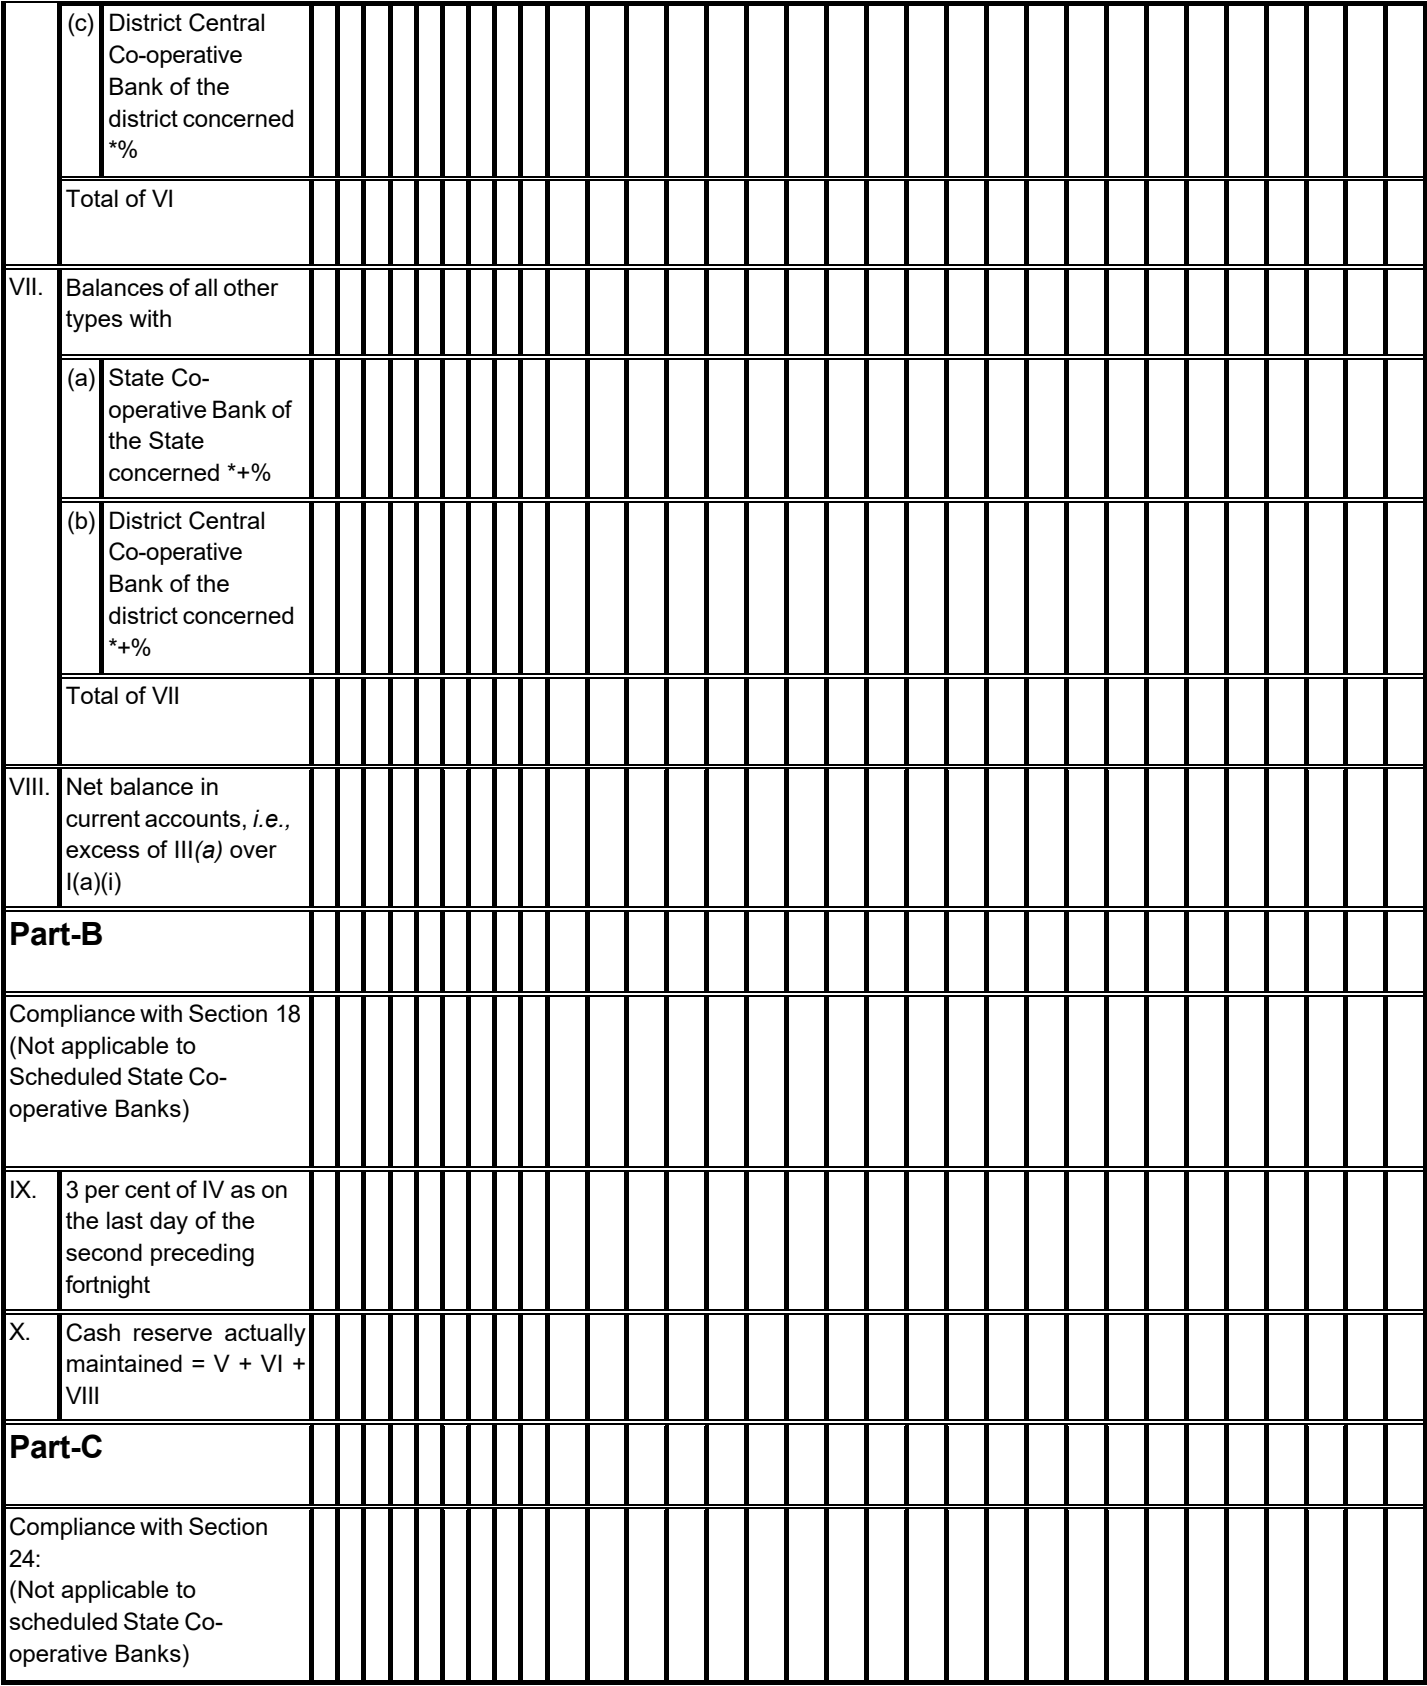 (c) District Central
Co-operative
Bank of the
district concerned
*%
Total of VI
VII. Balances of all other
types with
(a) State Co-
operative Bank of
the State
concerned *+%
(b) District Central
Co-operative
Bank of the
district concerned
*+%
Total of VII
VIII. Net balance in
current accounts, i.e.,
excess of III(a) over
I(a)(i)
Part-B
Compliance with Section 18
(Not applicable to
Scheduled State Co-
operative Banks)
IX. 3 per cent of IV as on
the last day of the
second preceding
fortnight
X. Cash reserve actually
maintained = V + VI +
VIII
Part-C
Compliance with Section
24:
(Not applicable to
scheduled State Co-
operative Banks)